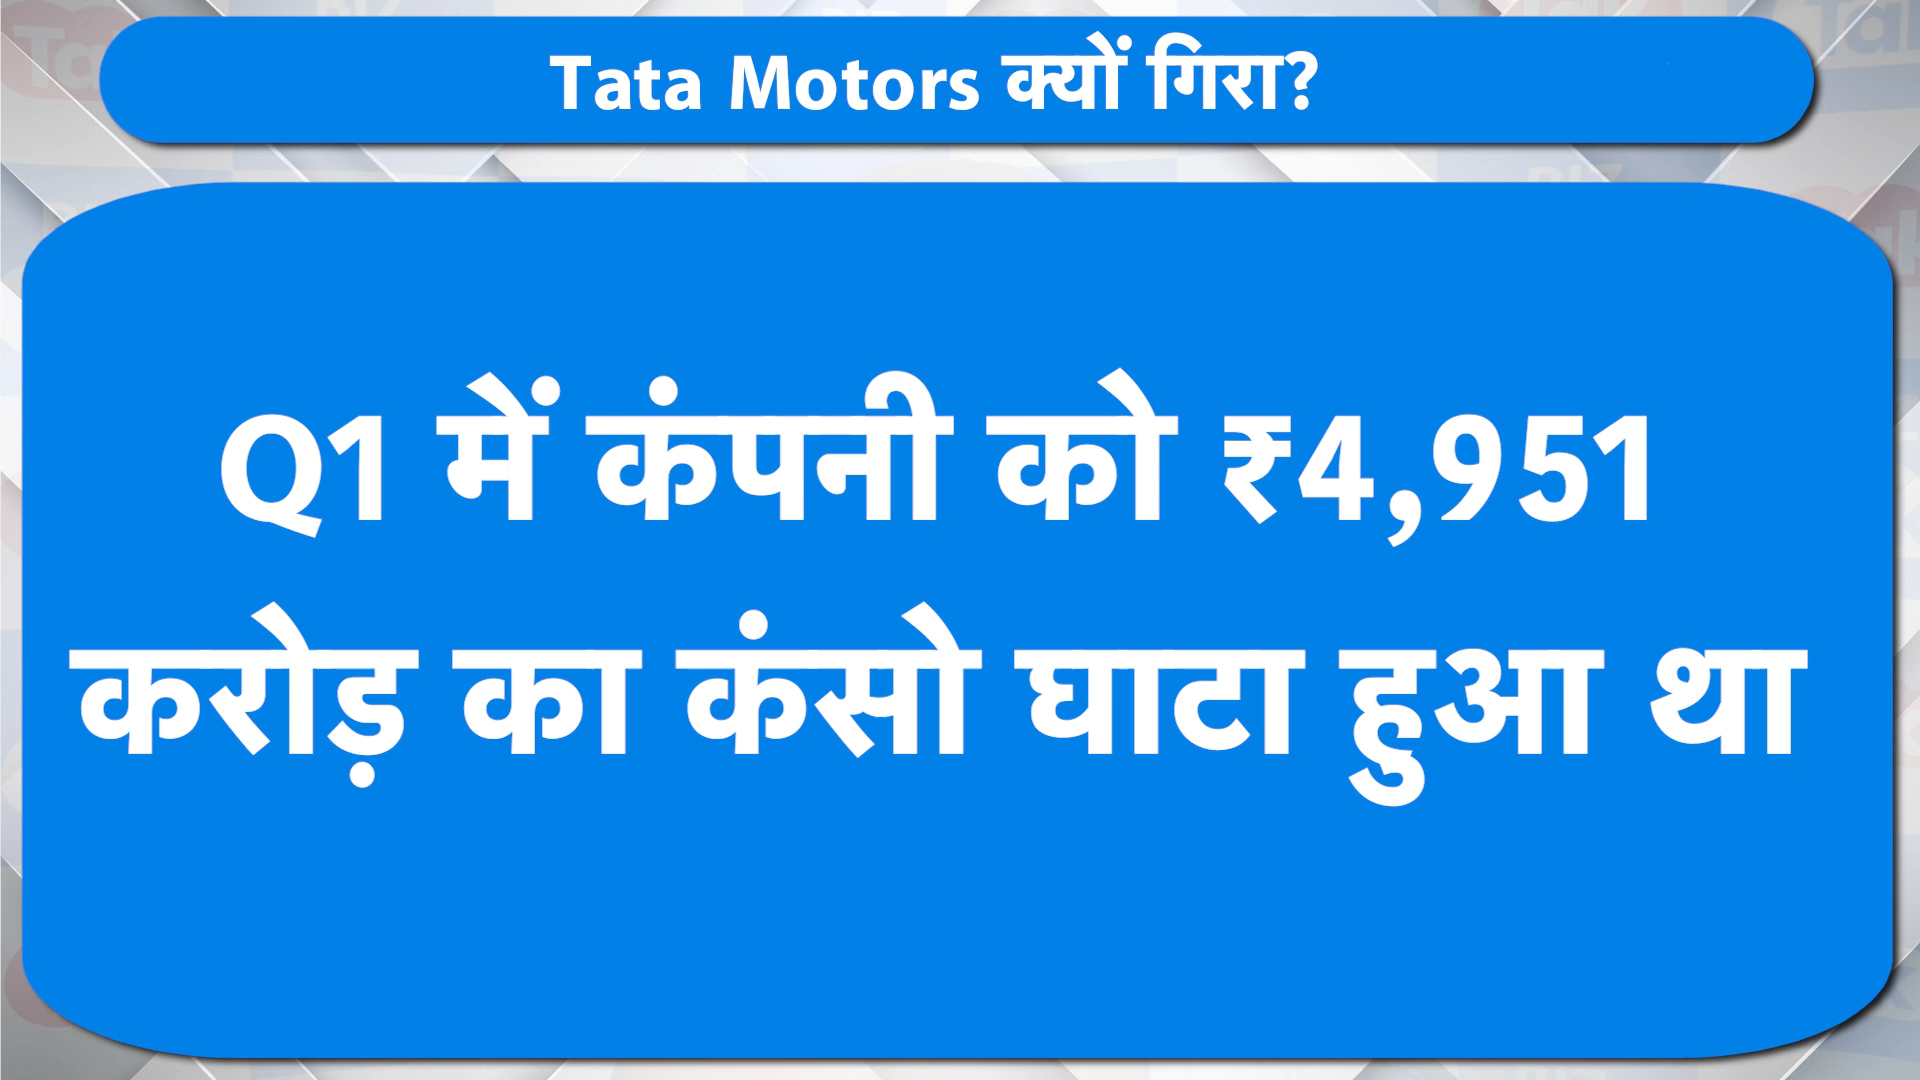 Tata Motors क्यों गिरा?
Q1 में कंपनी को ₹4,951
करोड़ का कंसो घाटा हुआ था